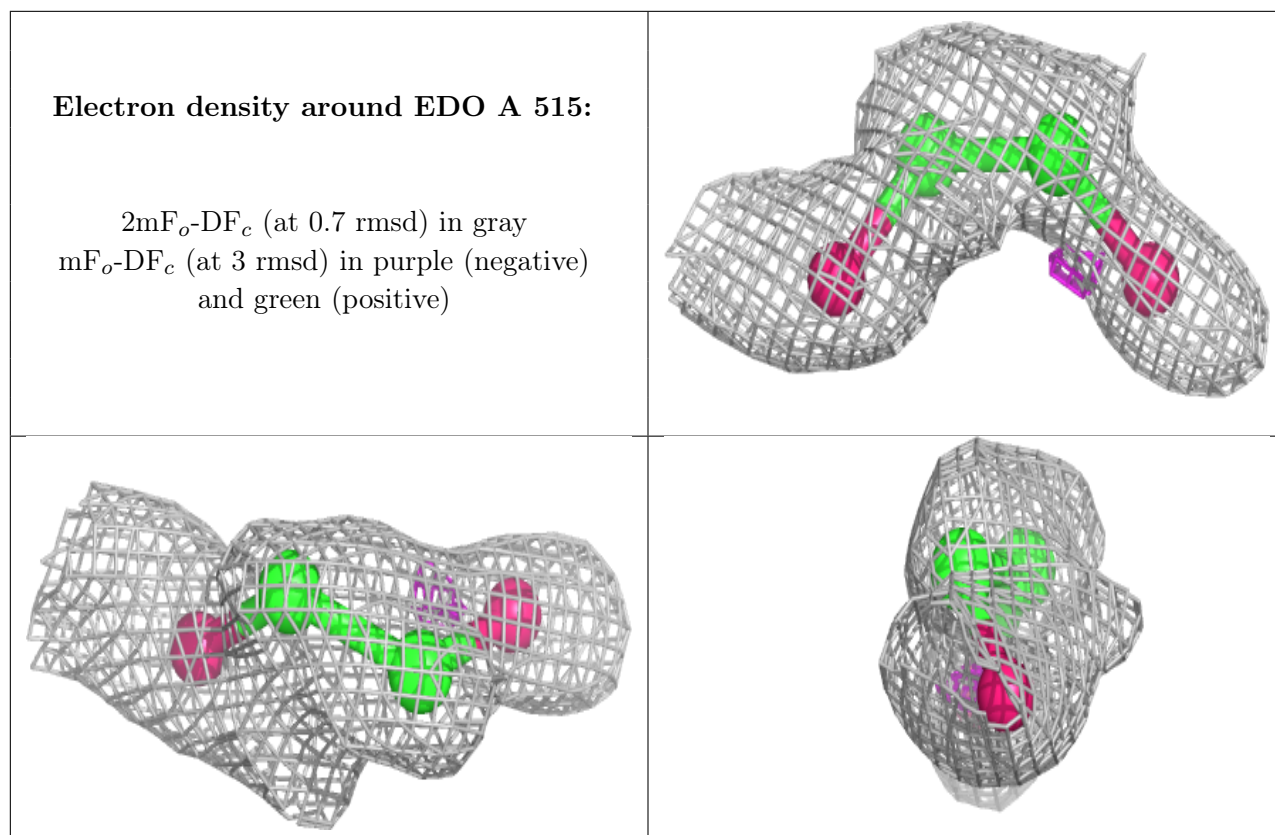 Electron density around EDO A 515:
2mFo-DFc (at 0.7 rmsd) in gray
mFo-DFc (at 3 rmsd) in purple (negative)
and green (positive)